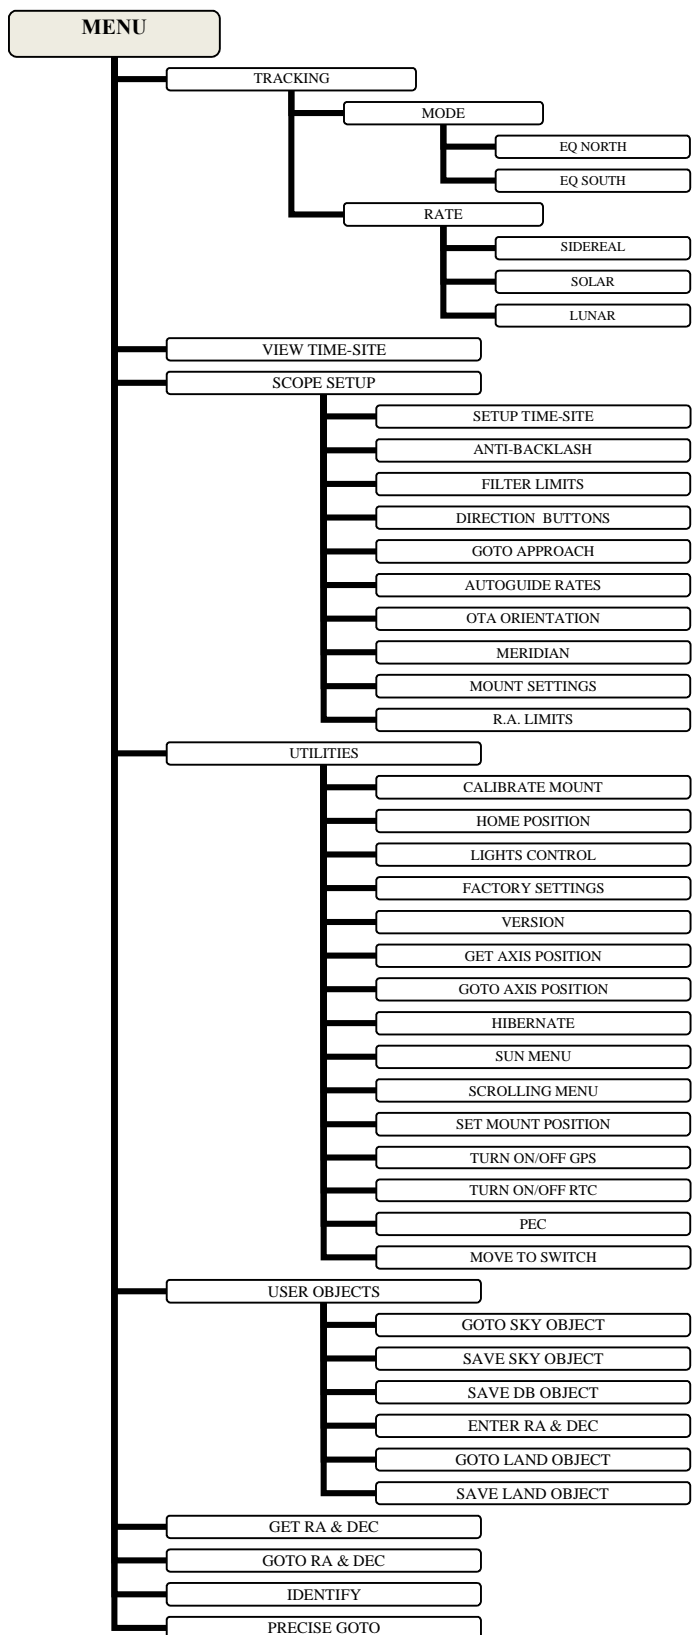 MENU
TRACKING
MODE
EQ NORTH
EQ SOUTH
RATE
SIDEREAL
SOLAR
LUNAR
VIEW TIME-SITE
SCOPE SETUP
SETUP TIME-SITE
ANTI-BACKLASH
FILTER LIMITS
DIRECTION BUTTONS
GOTO APPROACH
AUTOGUIDE RATES
OTA ORIENTATION
MERIDIAN
MOUNT SETTINGS
R.A. LIMITS
UTILITIES
CALIBRATE MOUNT
HOME POSITION
LIGHTS CONTROL
FACTORY SETTINGS
VERSION
GET AXIS POSITION
GOTO AXIS POSITION
HIBERNATE
SUN MENU
SCROLLING MENU
SET MOUNT POSITION
TURN ON/OFF GPS
TURN ON/OFF RTC
PEC
MOVE TO SWITCH
USER OBJECTS
GOTO SKY OBJECT
SAVE SKY OBJECT
SAVE DB OBJECT
ENTER RA & DEC
GOTO LAND OBJECT
SAVE LAND OBJECT
GET RA & DEC
GOTO RA & DEC
IDENTIFY
PRECISE GOTO